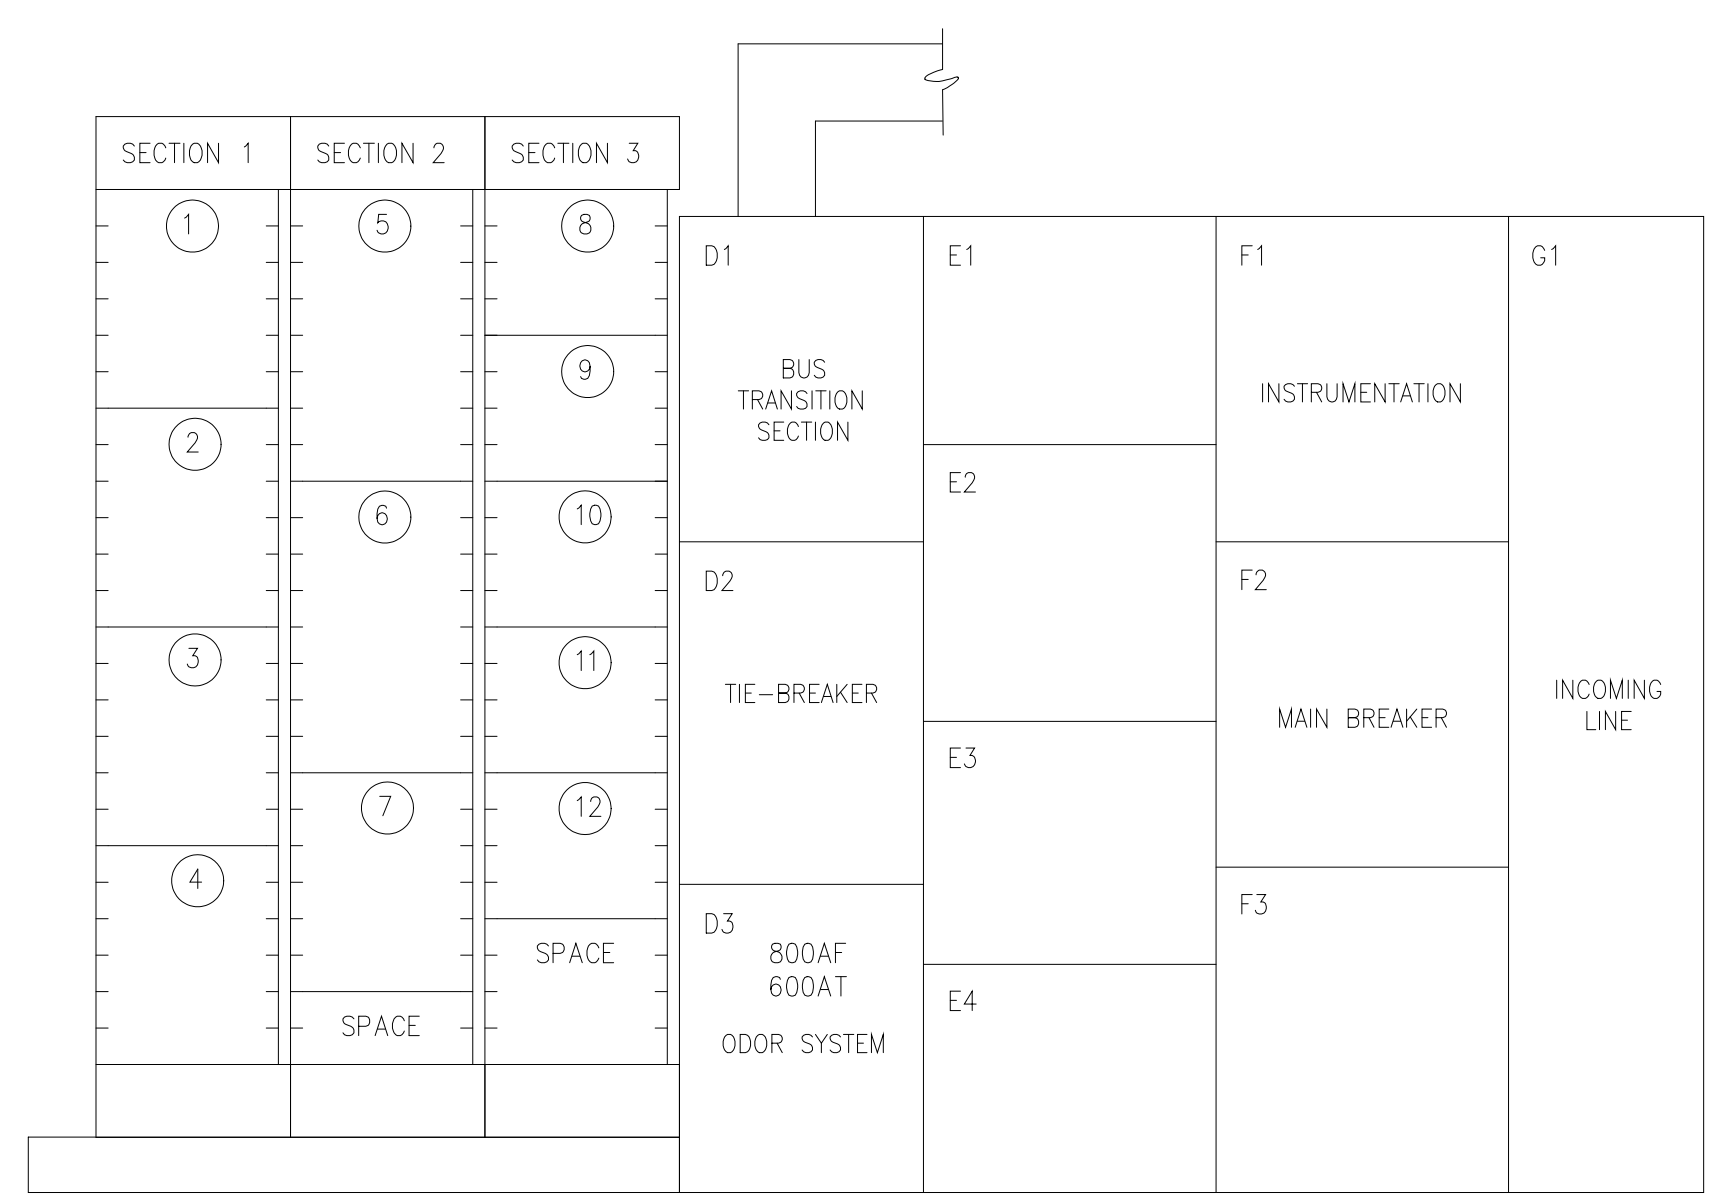 SECTION 1
1
2
3
4
SECTION 2
5
6
7
SPACE
SECTION 3
8
9
10
11
12
SPACE
D1
BUS
TRANSITION
SECTION
D2
TIE-BREAKER
D3
800AF
600AT
ODOR SYSTEM
E1
E2
E3
E4
F1
INSTRUMENTATION
F2
MAIN BREAKER
F3
G1
INCOMING
LINE